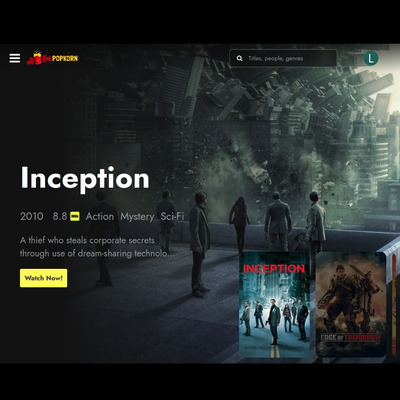 POPKORN
Titles, people, genres
L
Inception
2010 8.8 Action Mystery Sci-Fi
A thief who steals corporate secrets
through use of dream-sharing technolo...
Watch Now!
INCEPTION
EDGE OF TOMORROW